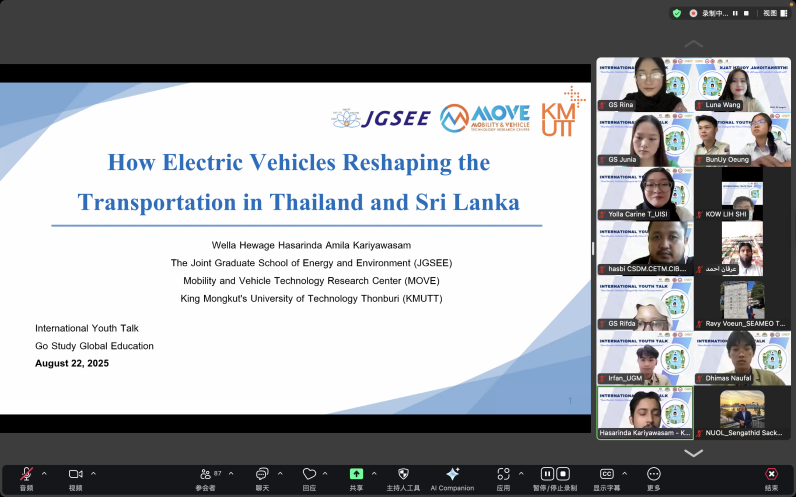 录制中...
视图
JGSEE
MOVE
MOBILITY & VEHICLE
TECHNOLOGY RESEARCH CENTER
KM
UTT
How Electric Vehicles Reshaping the
Transportation in Thailand and Sri Lanka
Wella Hewage Hasarinda Amila Kariyawasam
The Joint Graduate School of Energy and Environment (JGSEE)
Mobility and Vehicle Technology Research Center (MOVE)
King Mongkut's University of Technology Thonburi (KMUTT)
International Youth Talk
Go Study Global Education
August 22, 2025
1
GS Rina
Luna Wang
GS Junia
BunUy Oeung
Yolla Carine T_UISI
KOW LIH SHI
hasbi CSDM.CETM.CIB....
عرفان احمد
GS Rifda
Ravy Voeun_SEAMEO T...
Irfan_UGM
Dhimas Naufal
Hasarinda Kariyawasam - K...
NUOL_Sengathid Sack...
音频
视频
87
参会者
聊天
回应
共享
主持人工具
AI Companion
应用
暂停/停止录制
CC
显示字幕
更多
结束